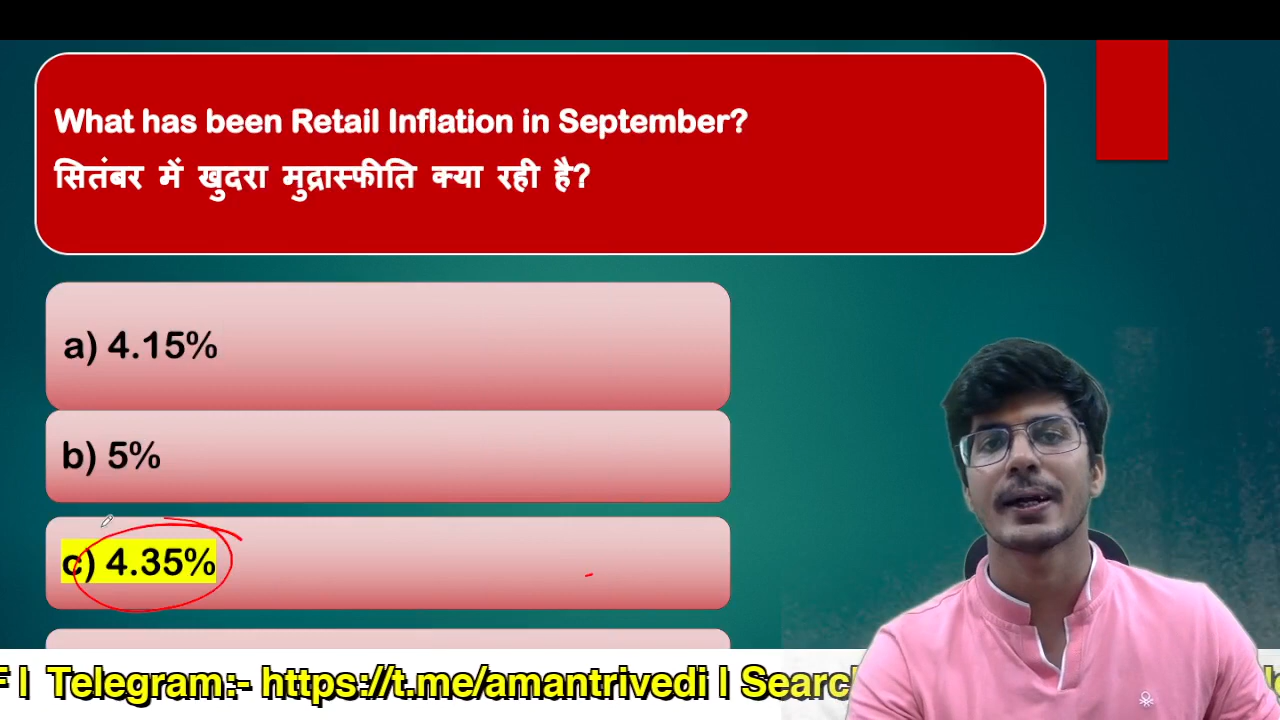 What has been Retail Inflation in September?
सितंबर में खुदरा मुद्रास्फीति क्या रही है?
a) 4.15%
b) 5%
c) 4.35%
F I Telegram:- https://t.me/amantrivedi I Search